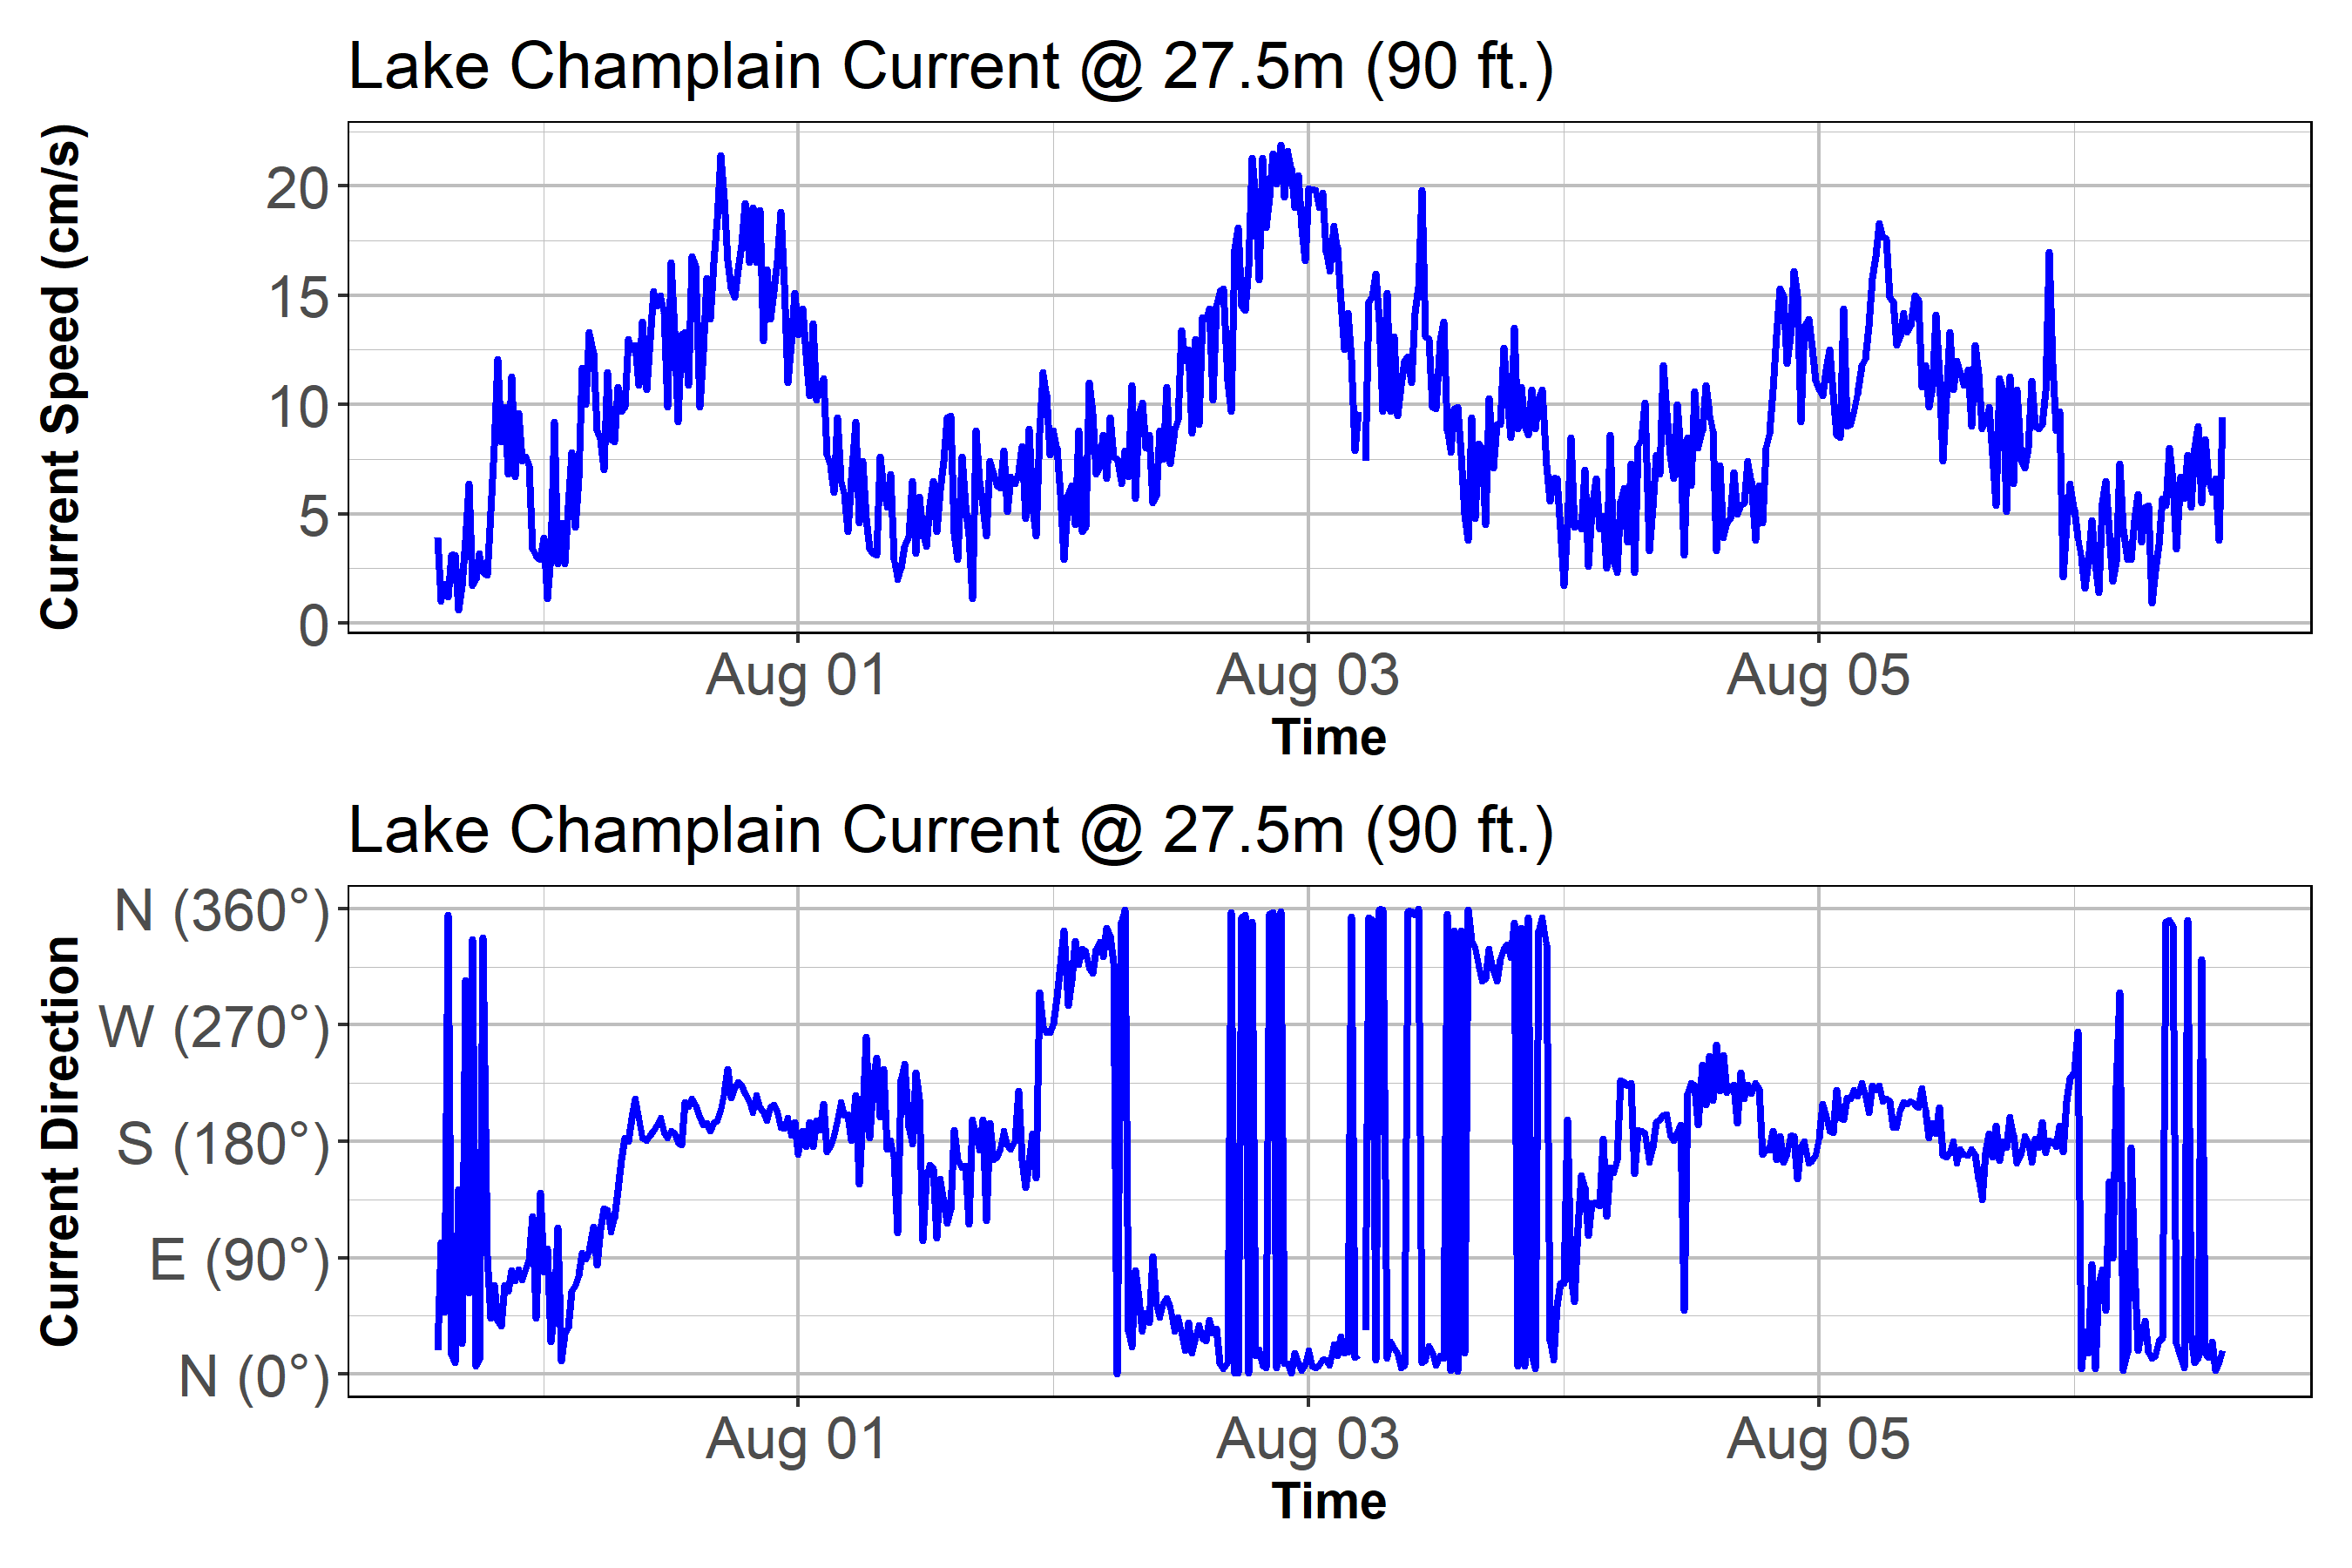 Lake Champlain Current @ 27.5m (90 ft.)
Current Speed (cm/s)
20
15
10
5
0
Aug 01 Aug 03 Aug 05
Time
Lake Champlain Current @ 27.5m (90 ft.)
Current Direction
N (360°)
W (270°)
S (180°)
E (90°)
N (0°)
Aug 01 Aug 03 Aug 05
Time